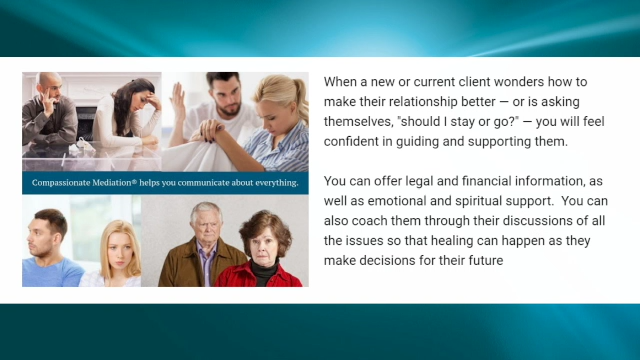 Compassionate Mediation® helps you communicate about everything.
When a new or current client wonders how to
make their relationship better — or is asking
themselves, "should I stay or go?" — you will feel
confident in guiding and supporting them.
You can offer legal and financial information, as
well as emotional and spiritual support.  You can
also coach them through their discussions of all
the issues so that healing can happen as they
make decisions for their future